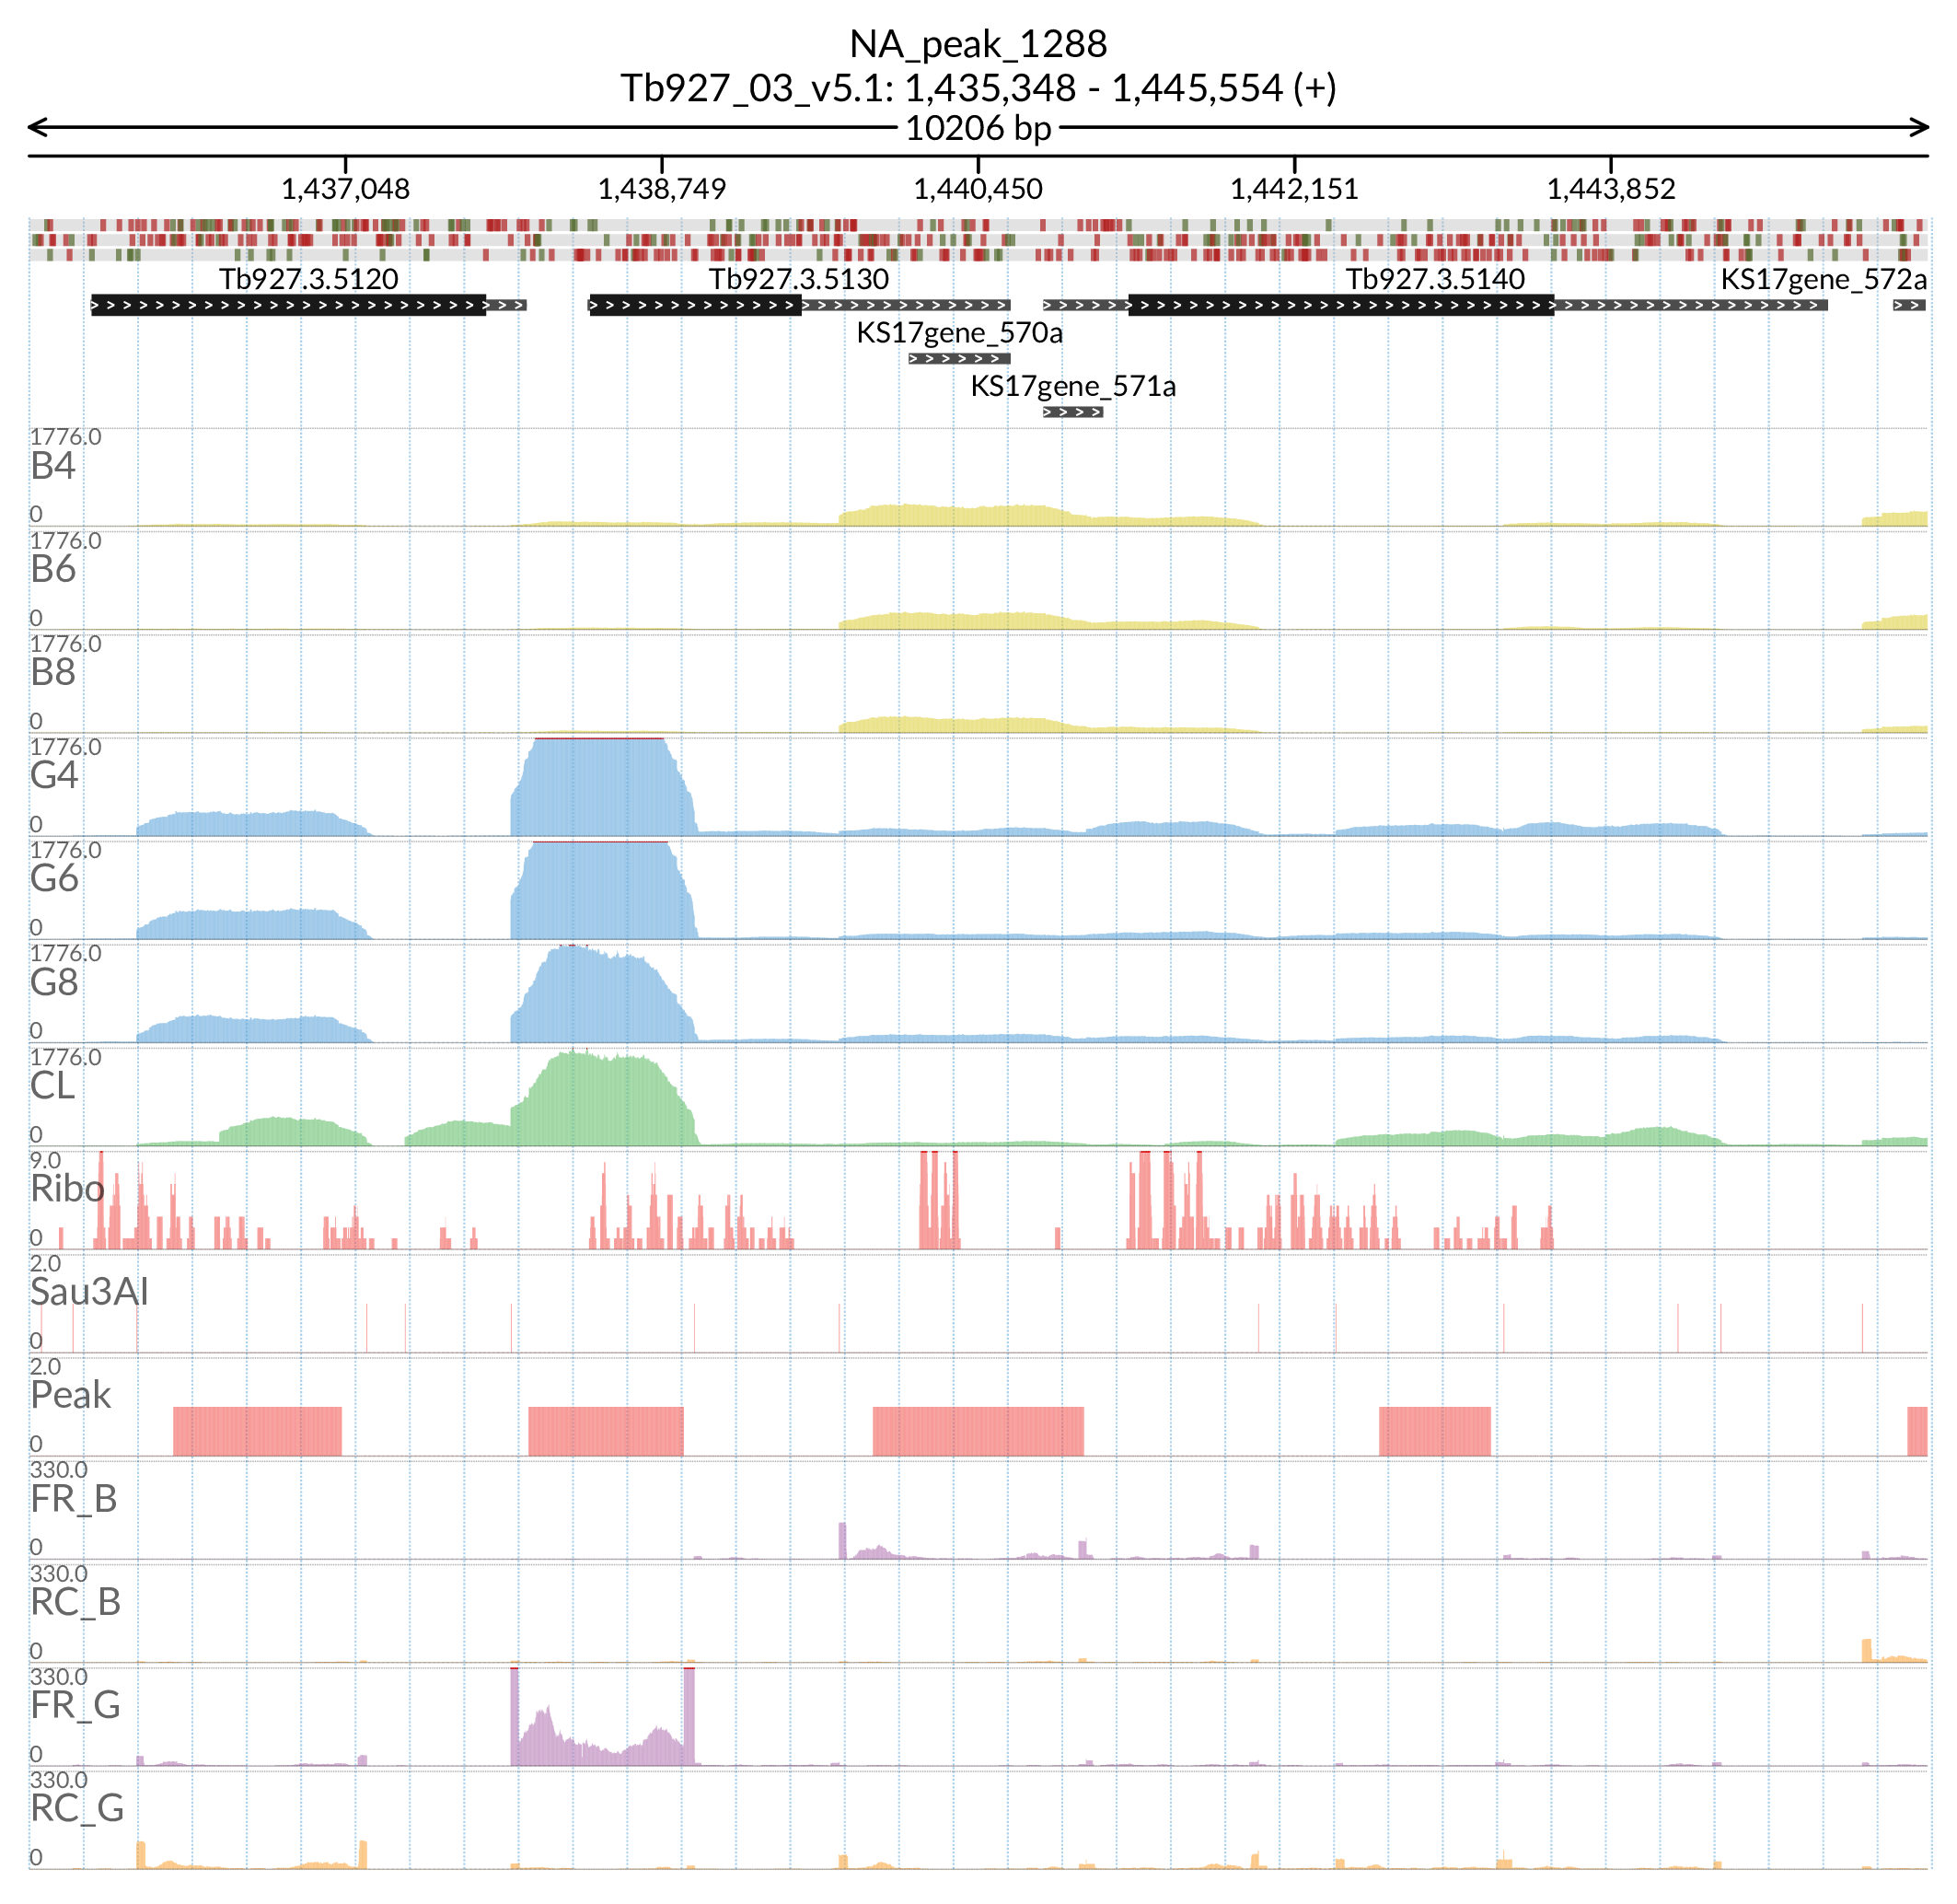 NA_peak_1288
Tb927_03_v5.1: 1,435,348 - 1,445,554 (+)
10206 bp
1,437,048 1,438,749 1,440,450 1,442,151 1,443,852
Tb927.3.5120 Tb927.3.5130 Tb927.3.5140 KS17gene_572a
KS17gene_570a
KS17gene_571a
1776.0
B4
0
1776.0
B6
0
1776.0
B8
0
1776.0
G4
0
1776.0
G6
0
1776.0
G8
0
1776.0
CL
0
9.0
Ribo
0
2.0
Sau3AI
0
2.0
Peak
0
330.0
FR_B
0
330.0
RC_B
0
330.0
FR_G
0
330.0
RC_G
0